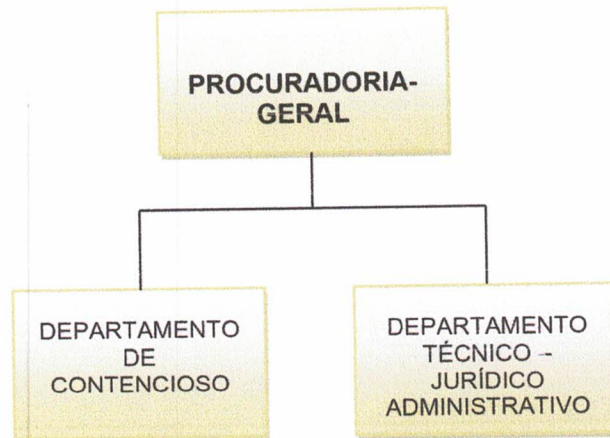 PROCURADORIA-
GERAL
DEPARTAMENTO
DE
CONTENCIOSO
DEPARTAMENTO
TÉCNICO –
JURÍDICO
ADMINISTRATIVO